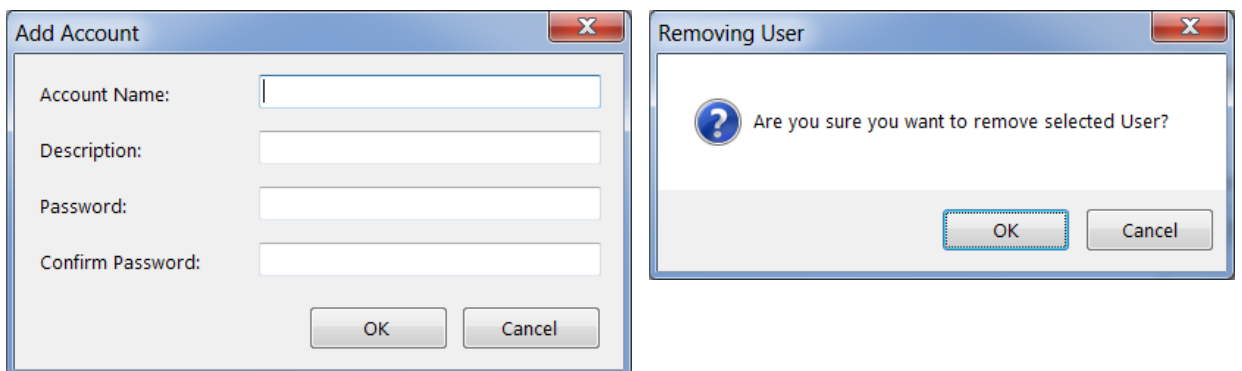 Add Account
Account Name:
Description:
Password:
Confirm Password:
OK
Cancel
Removing User
Are you sure you want to remove selected User?
OK
Cancel